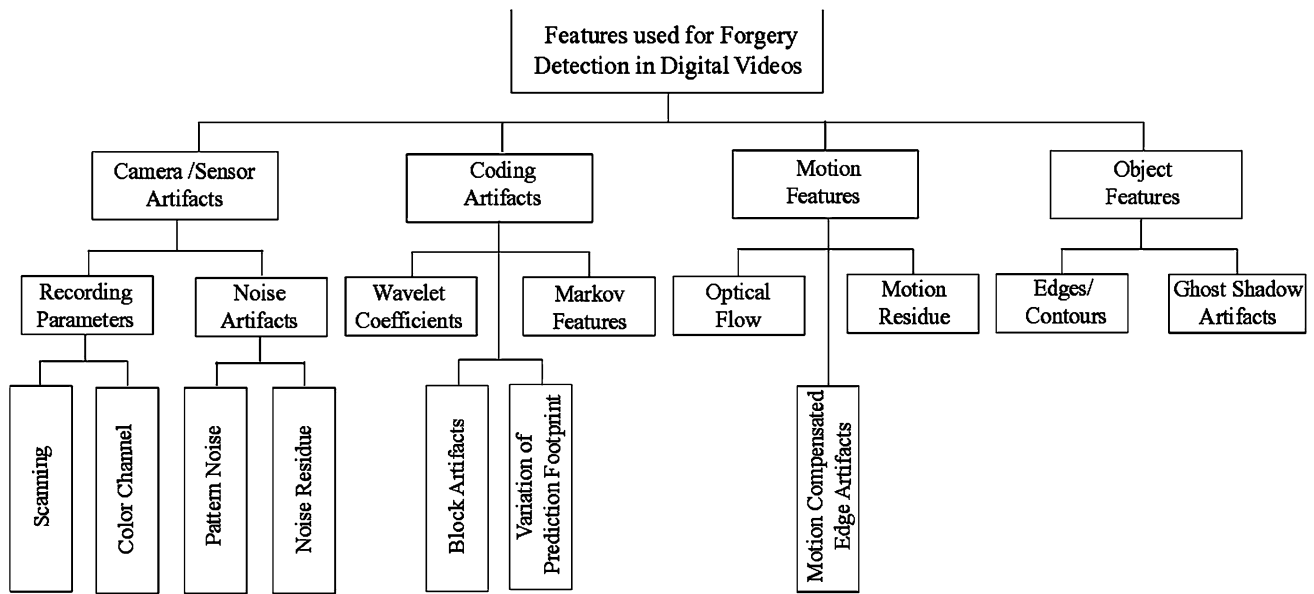 Features used for Forgery
Detection in Digital Videos
Camera /Sensor
Artifacts
Coding
Artifacts
Motion
Features
Object
Features
Recording
Parameters
Noise
Artifacts
Wavelet
Coefficients
Markov
Features
Optical
Flow
Motion
Residue
Edges/
Contours
Ghost Shadow
Artifacts
Scanning
Color Channel
Pattern Noise
Noise Residue
Block Artifacts
Variation of
Prediction Footprint
Motion Compensated
Edge Artifacts